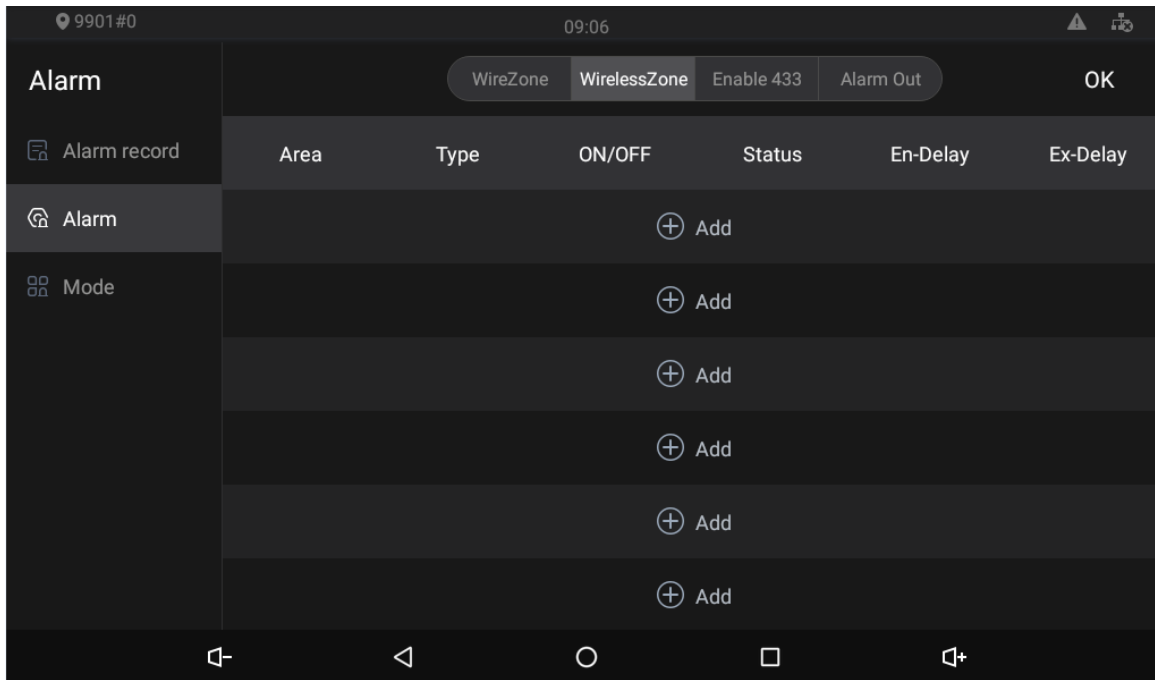 9901#0 09:06
Alarm WireZone WirelessZone Enable 433 Alarm Out OK
Alarm record Area Type ON/OFF Status En-Delay Ex-Delay
Alarm Add
Mode Add
Add
Add
Add
Add